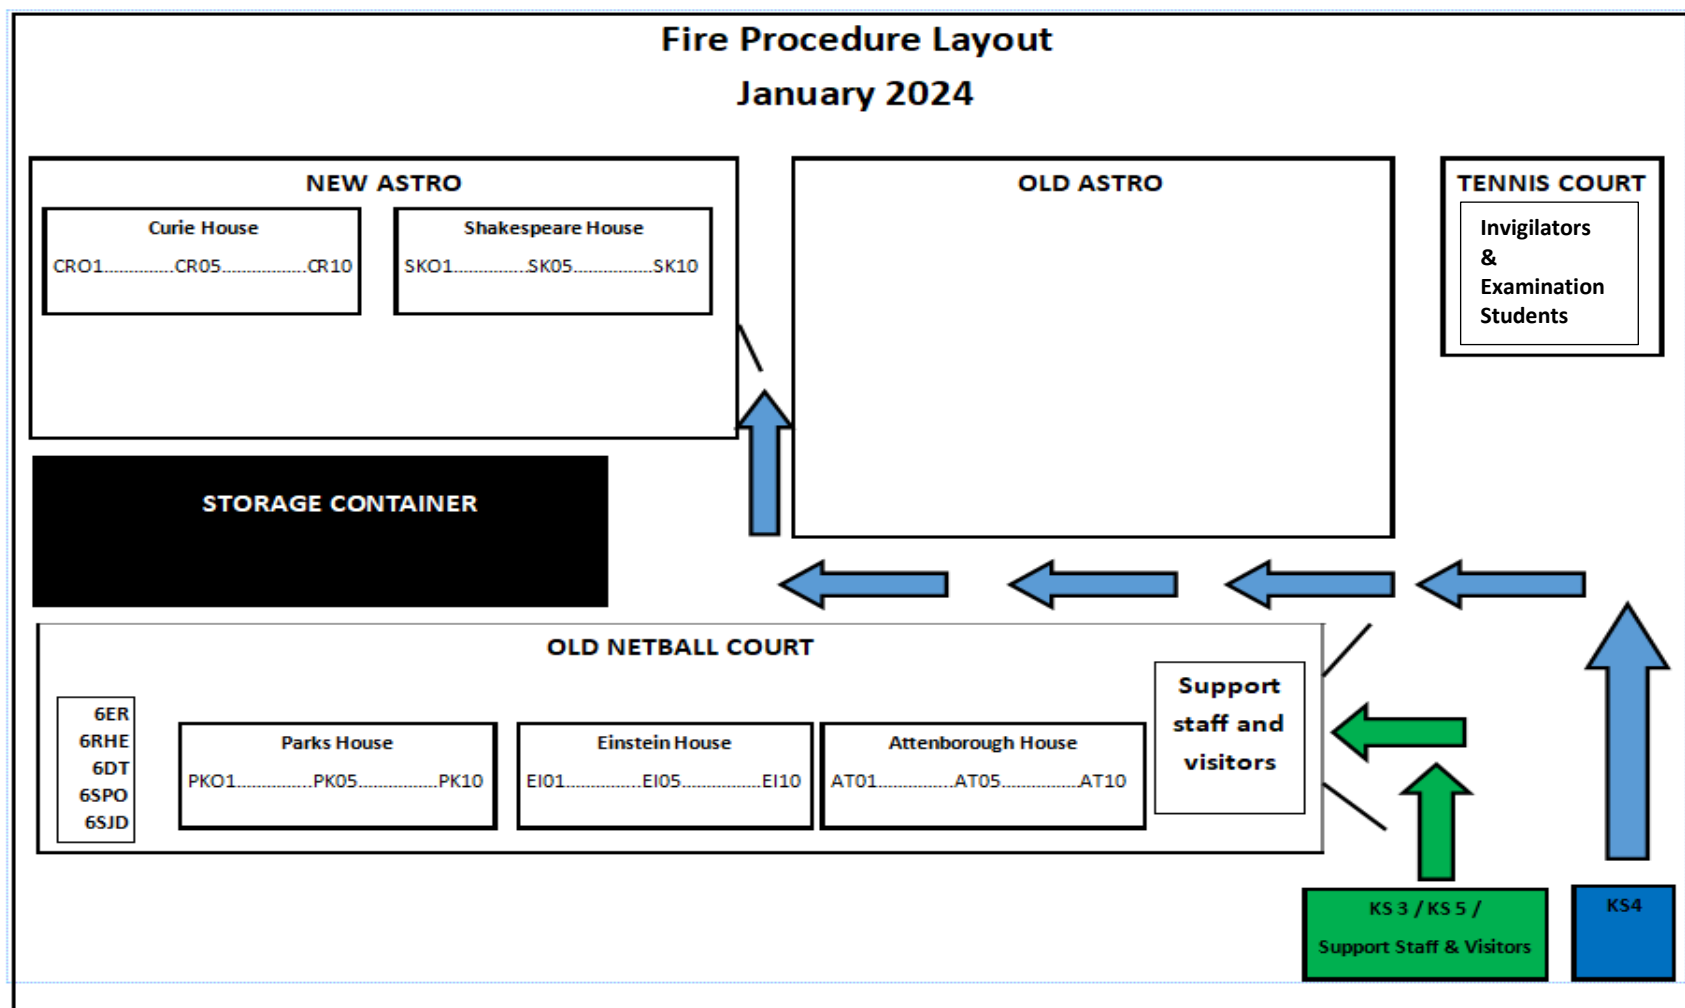 Fire Procedure Layout
January 2024
NEW ASTRO
Curie House
CRO1...............CR05..................CR10
Shakespeare House
SKO1................SK05.................SK10
OLD ASTRO
TENNIS COURT
Invigilators
&
Examination
Students
STORAGE CONTAINER
OLD NETBALL COURT
6ER
6RHE
6DT
6SPO
6SJD
Parks House
PKO1................PK05.................PK10
Einstein House
EI01................EI05.................EI10
Attenborough House
AT01................AT05.................AT10
Support
staff and
visitors
KS 3 / KS 5 /
Support Staff & Visitors
KS4